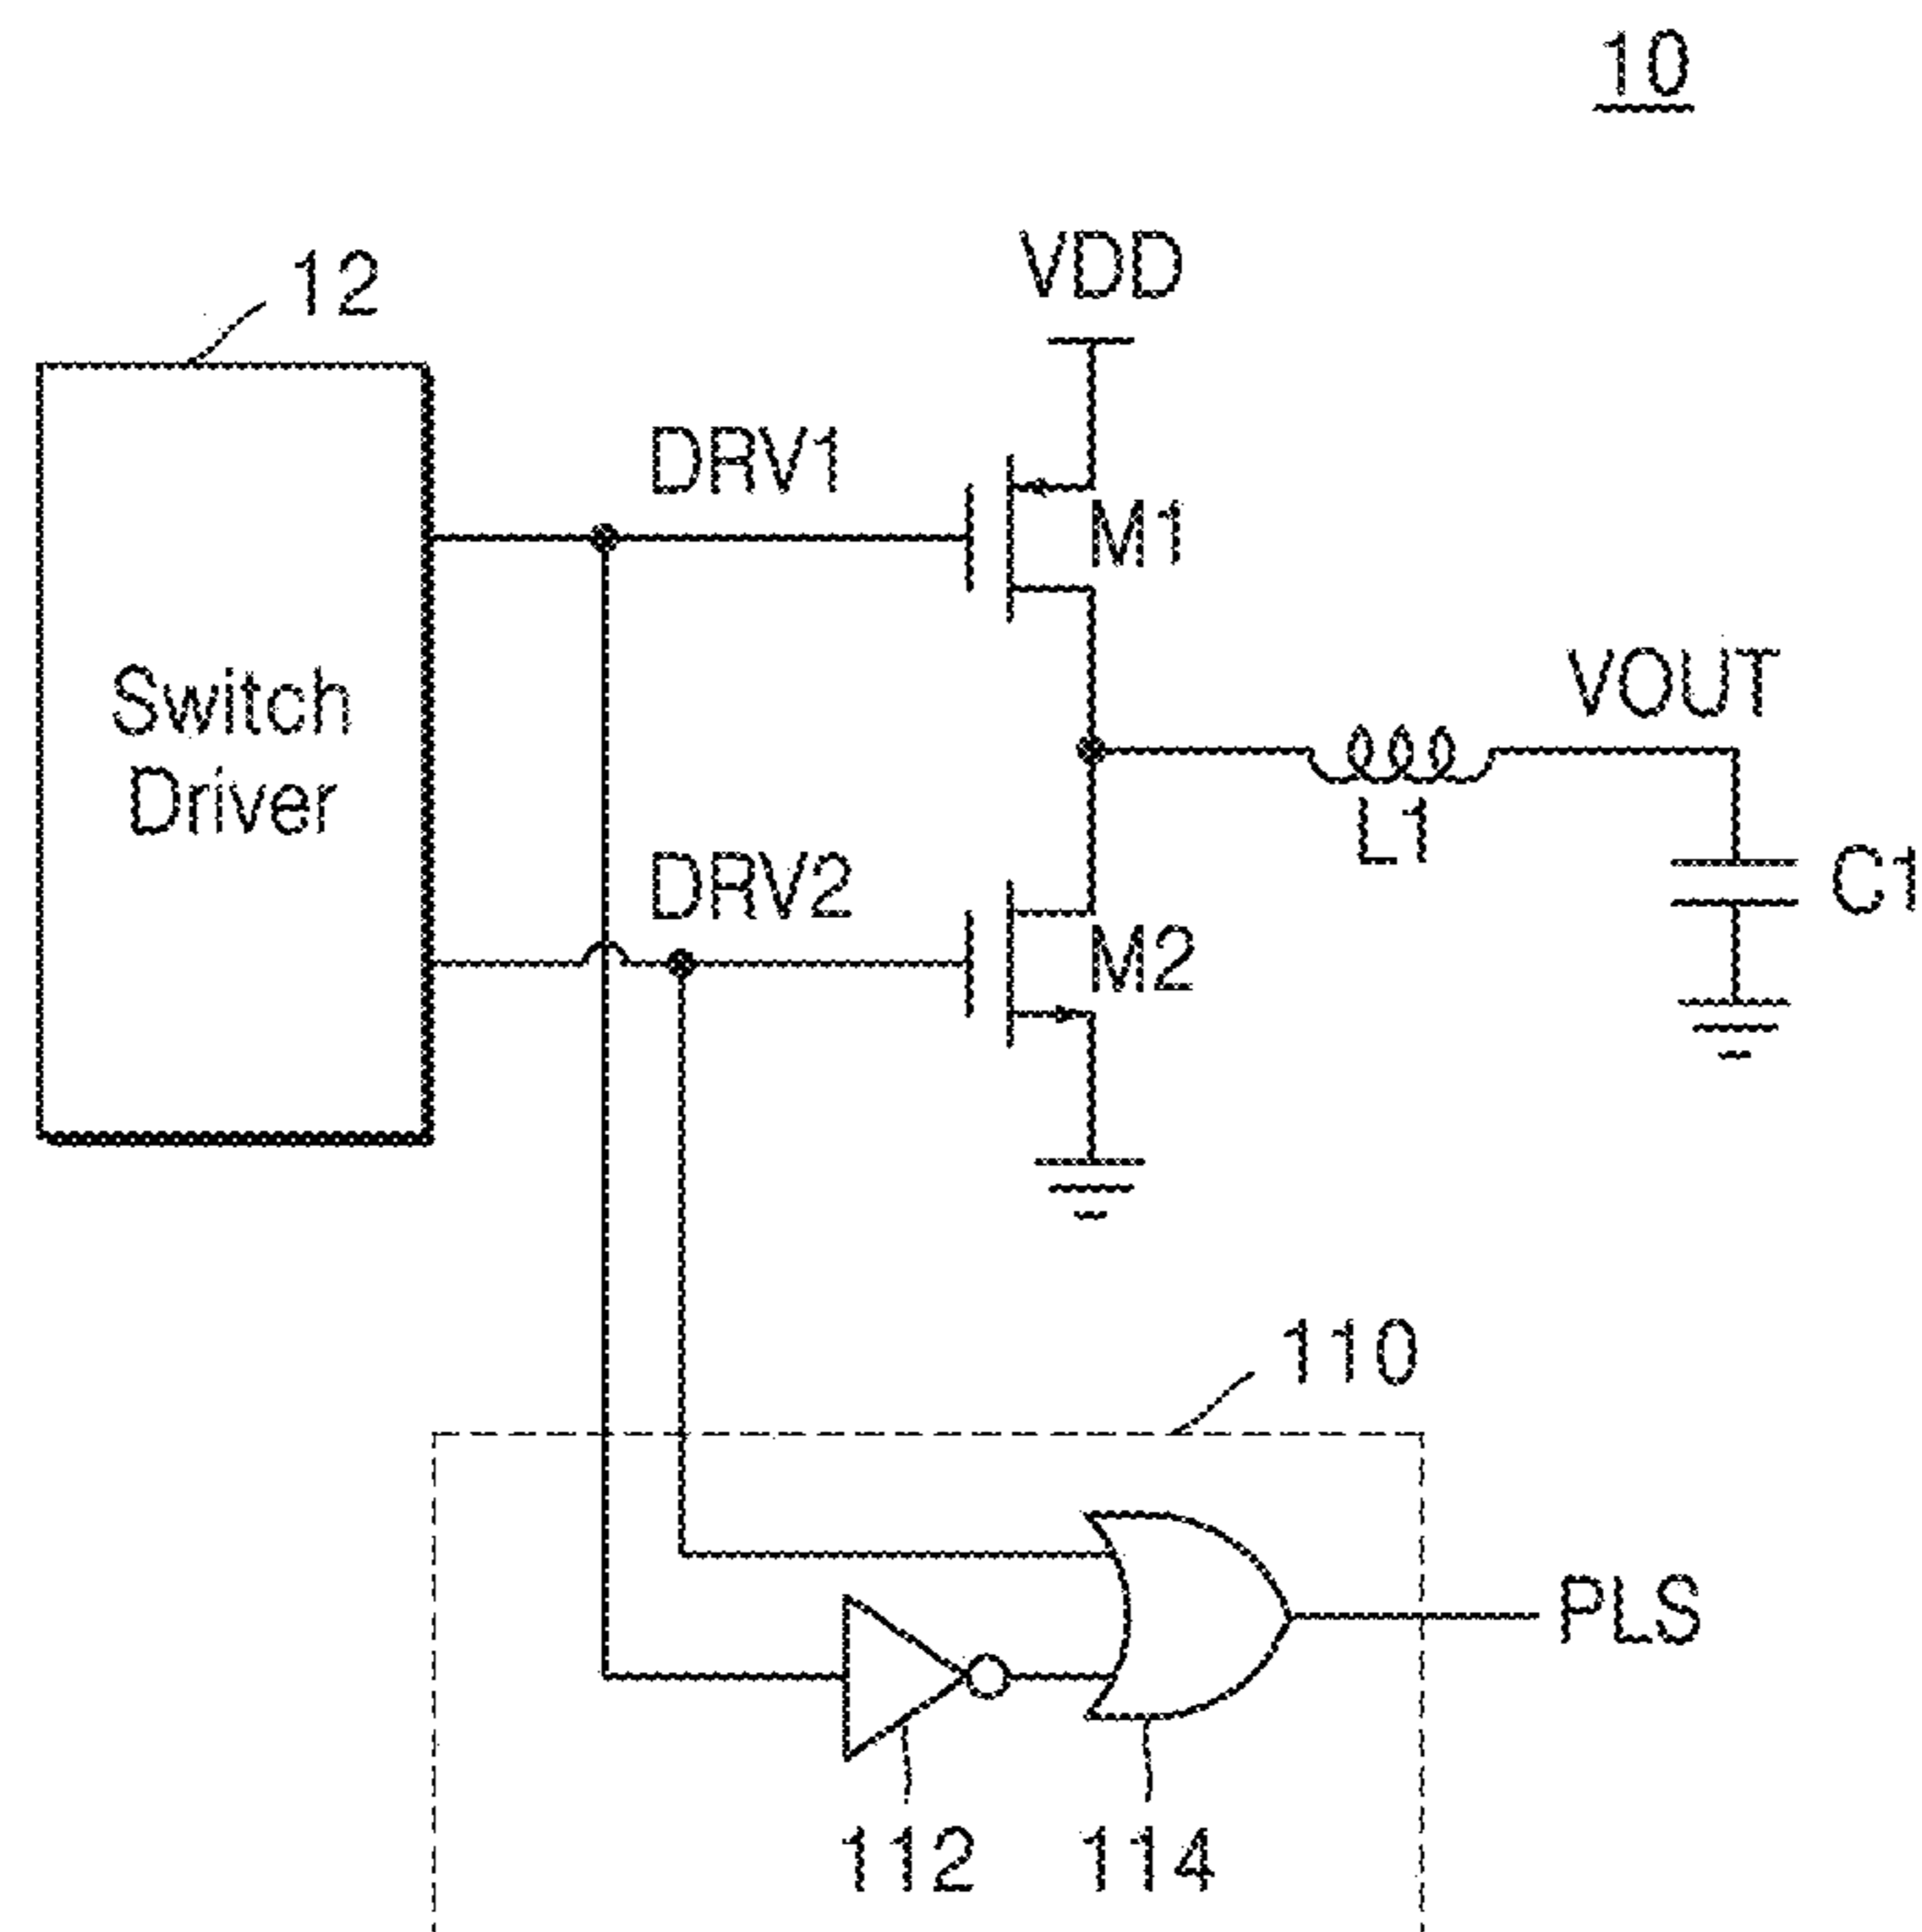 10
12
VDD
DRV1
M1
Switch
Driver
VOUT
L1
C1
DRV2
M2
110
PLS
112
114